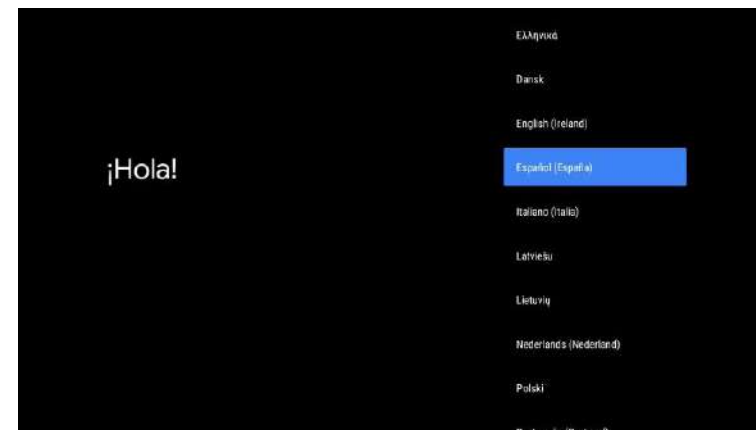 ¡Hola!
Ελληνικά
Dansk
English (Ireland)
Español (España)
Italiano (Italia)
Latviešu
Lietuvių
Nederlands (Nederland)
Polski